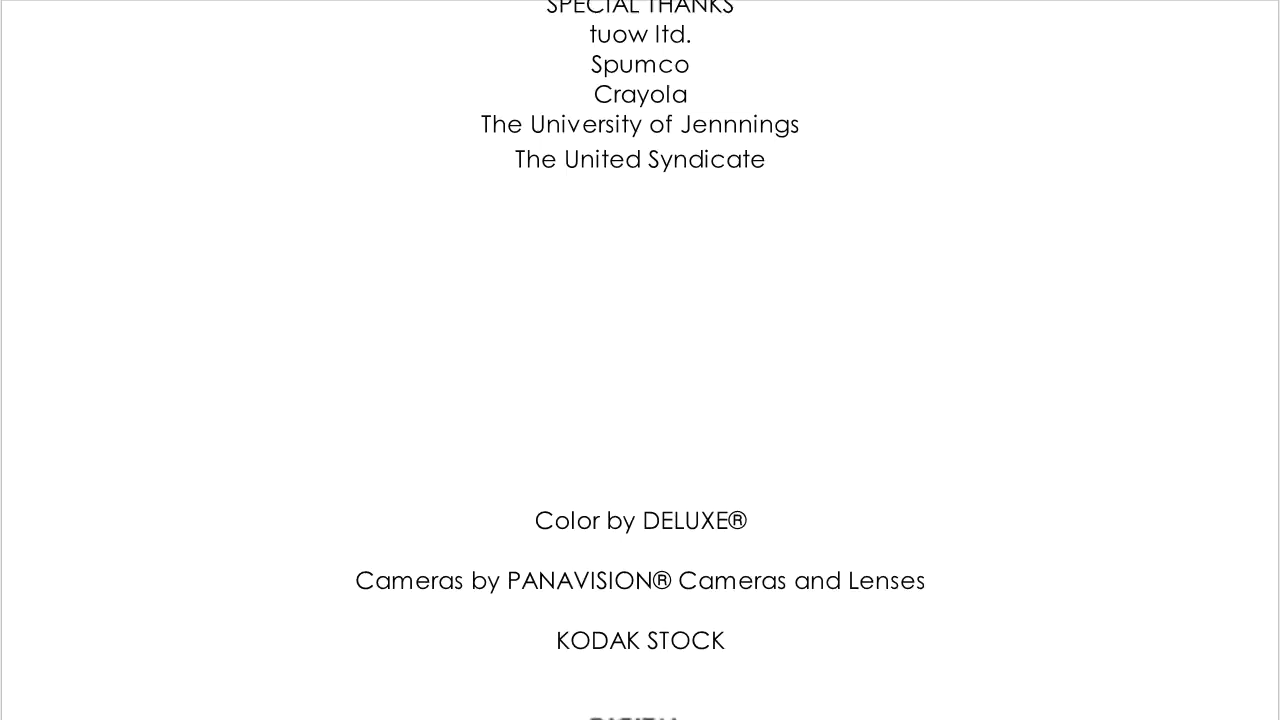 SPECIAL THANKS
tuow ltd.
Spumco
Crayola
The University of Jennnings
The United Syndicate
Color by DELUXE®
Cameras by PANAVISION® Cameras and Lenses
KODAK STOCK